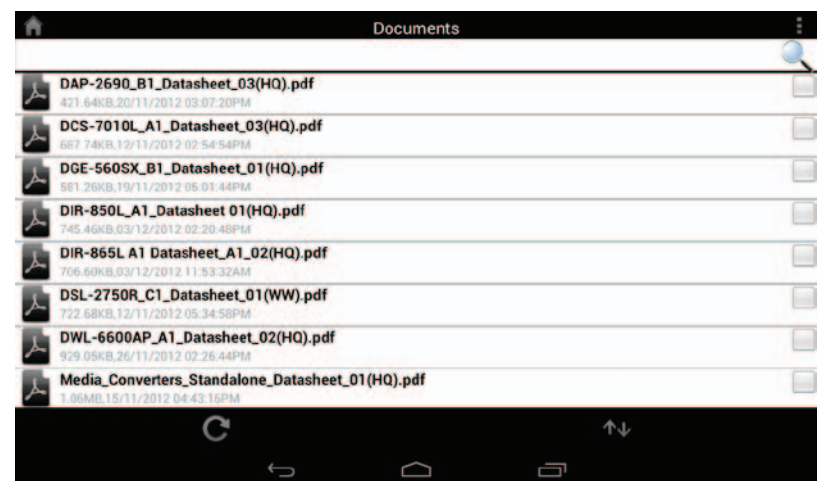 Documents
DAP-2690_B1_Datasheet_03(HQ).pdf
421.64KB,20/11/2012 03:07:20PM
DCS-7010L_A1_Datasheet_03(HQ).pdf
687.74KB,12/11/2012 02:54:54PM
DGE-560SX_B1_Datasheet_01(HQ).pdf
581.26KB,19/11/2012 05:01:44PM
DIR-850L_A1_Datasheet 01(HQ).pdf
745.46KB,03/12/2012 02:20:48PM
DIR-865L A1 Datasheet_A1_02(HQ).pdf
706.60KB,03/12/2012 11:53:32AM
DSL-2750R_C1_Datasheet_01(WW).pdf
722.68KB,12/11/2012 05:34:58PM
DWL-6600AP_A1_Datasheet_02(HQ).pdf
929.05KB,26/11/2012 02:26:44PM
Media_Converters_Standalone_Datasheet_01(HQ).pdf
1.06MB,15/11/2012 04:43:15PM